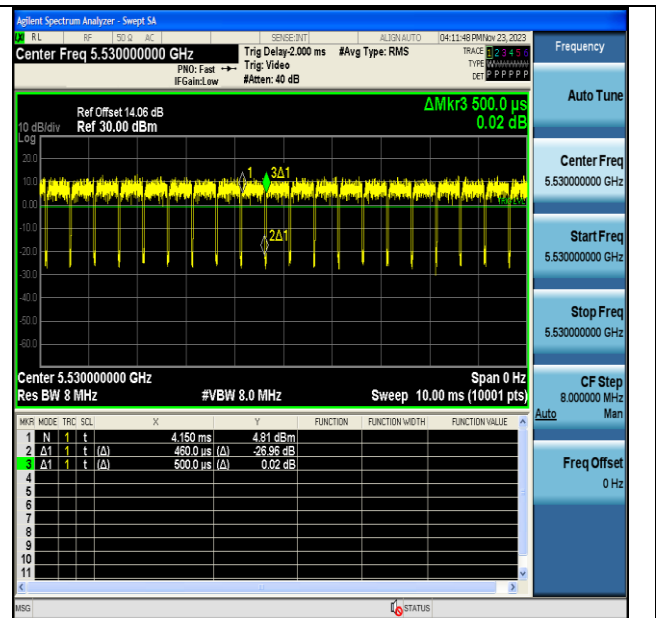 Agilent Spectrum Analyzer - Swept SA
RL RF 50 Ω AC SENSE:INT ALIGN AUTO 04:11:48 PM Nov 23, 2023
Center Freq 5.530000000 GHz
PNO: Fast
IFGain:Low
Trig Delay-2.000 ms
Trig: Video
#Atten: 40 dB
#Avg Type: RMS
TRACE 1 2 3 4 5 6
TYPE
DET P P P P P P
Frequency
Auto Tune
ΔMkr3 500.0 µs
0.02 dB
Ref Offset 14.06 dB
10 dB/div Ref 30.00 dBm
Log
20.0
10.0
0.00
-10.0
-20.0
-30.0
-40.0
-50.0
-60.0
1 3Δ1
2Δ1
Center Freq
5.530000000 GHz
Start Freq
5.530000000 GHz
Stop Freq
5.530000000 GHz
CF Step
8.000000 MHz
Auto Man
Freq Offset
0 Hz
Center 5.530000000 GHz Span 0 Hz
Res BW 8 MHz #VBW 8.0 MHz Sweep 10.00 ms (10001 pts)
MKR MODE TRC SCL X Y FUNCTION FUNCTION WIDTH FUNCTION VALUE
1 N 1 t 4.150 ms 4.81 dBm
2 Δ1 1 t (Δ) 460.0 µs (Δ) -26.96 dB
3 Δ1 1 t (Δ) 500.0 µs (Δ) 0.02 dB
4
5
6
7
8
9
10
11
MSG STATUS